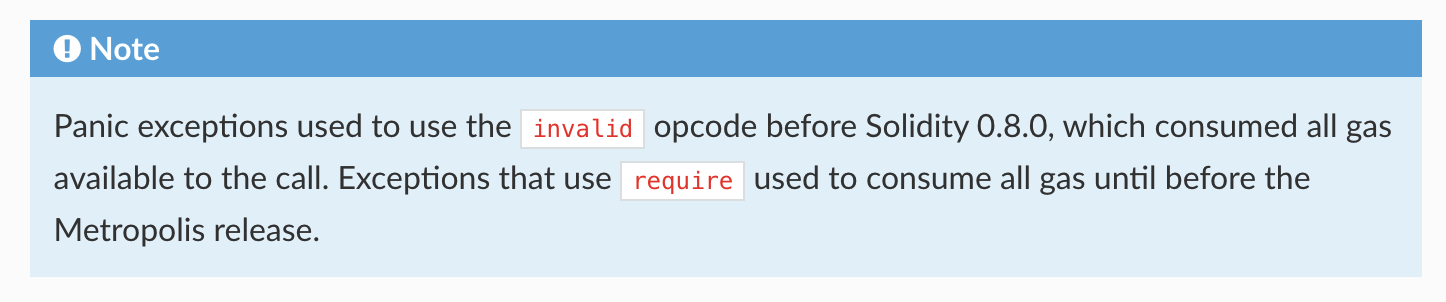 Note
Panic exceptions used to use the invalid opcode before Solidity 0.8.0, which consumed all gas
available to the call. Exceptions that use require used to consume all gas until before the
Metropolis release.